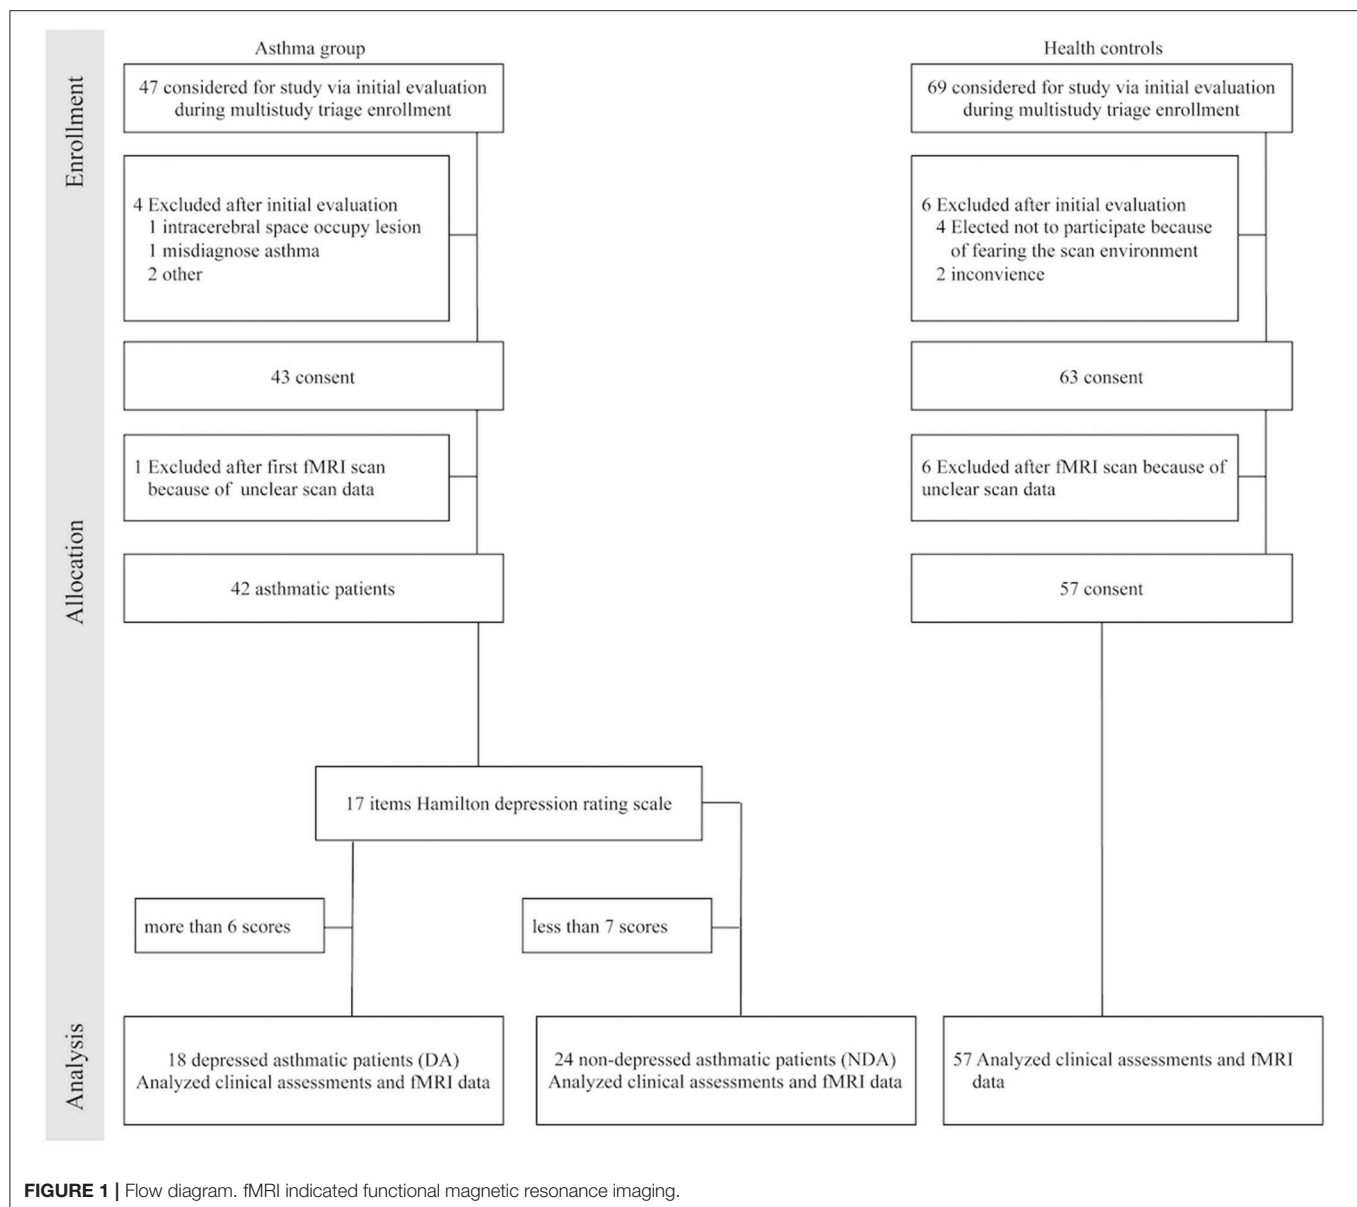 Enrollment
Asthma group
47 considered for study via initial evaluation
during multistudy triage enrollment
4 Excluded after initial evaluation
1 intracerebral space occupy lesion
1 misdiagnose asthma
2 other
43 consent
Health controls
69 considered for study via initial evaluation
during multistudy triage enrollment
6 Excluded after initial evaluation
4 Elected not to participate because
of fearing the scan environment
2 inconvience
63 consent
Allocation
1 Excluded after first fMRI scan
because of unclear scan data
42 asthmatic patients
6 Excluded after fMRI scan because of
unclear scan data
57 consent
17 items Hamilton depression rating scale
more than 6 scores
less than 7 scores
Analysis
18 depressed asthmatic patients (DA)
Analyzed clinical assessments and fMRI data
24 non-depressed asthmatic patients (NDA)
Analyzed clinical assessments and fMRI data
57 Analyzed clinical assessments and fMRI
data
FIGURE 1 | Flow diagram. fMRI indicated functional magnetic resonance imaging.